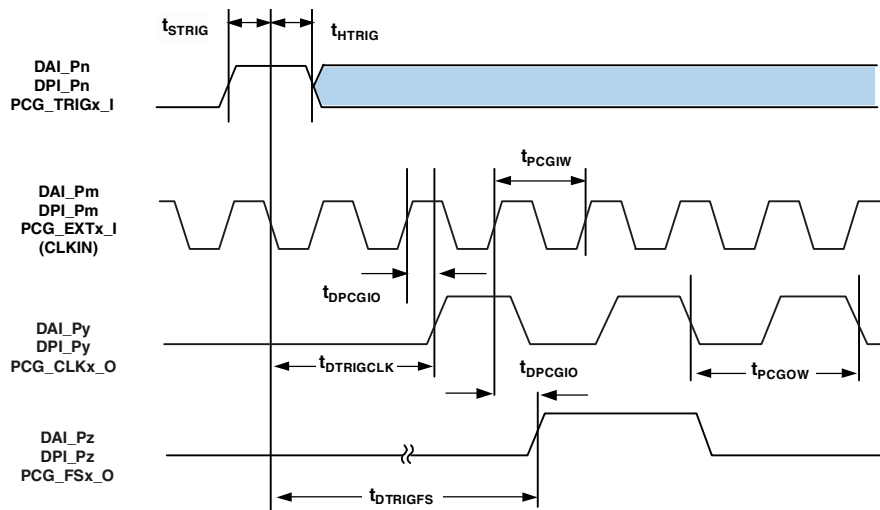 tSTRIG
tHTRIG
DAI_Pn
DPI_Pn
PCG_TRIGx_I
tPCGIW
DAI_Pm
DPI_Pm
PCG_EXTx_I
(CLKIN)
tDPCGIO
DAI_Py
DPI_Py
PCG_CLKx_O
tDTRIGCLK
tDPCGIO
tPCGOW
DAI_Pz
DPI_Pz
PCG_FSx_O
tDTRIGFS